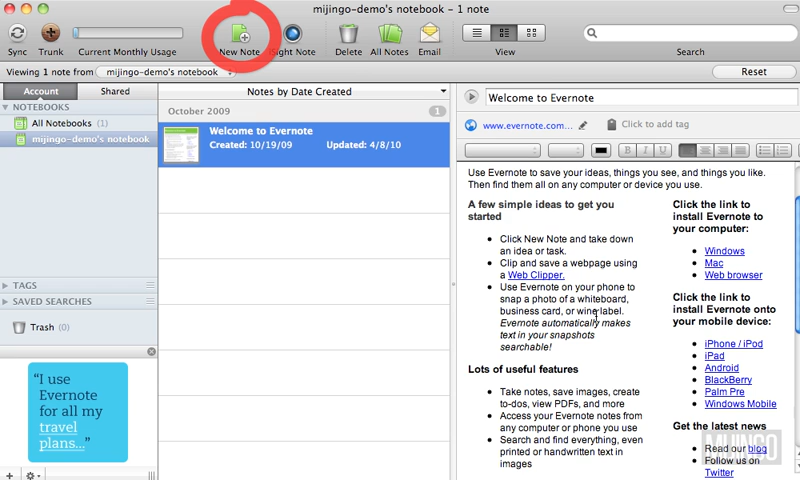 mijingo-demo's notebook – 1 note
Sync
Trunk
Current Monthly Usage
New Note
iSight Note
Delete
All Notes
Email
View
Search
Viewing 1 note from
mijingo-demo's notebook
Reset
Account
Shared
NOTEBOOKS
All Notebooks (1)
mijingo-demo's notebook
TAGS
SAVED SEARCHES
Trash (0)
"I use
Evernote
for all my
travel
plans..."
Notes by Date Created
October 2009
1
Welcome to Evernote
Created: 10/19/09 Updated: 4/8/10
Welcome to Evernote
www.evernote.com...
Click to add tag
B I U
Use Evernote to save your ideas, things you see, and things you like.
Then find them all on any computer or device you use.
A few simple ideas to get you
started
Click New Note and take down
an idea or task.
Clip and save a webpage using
a Web Clipper.
Use Evernote on your phone to
snap a photo of a whiteboard,
business card, or wine label.
Evernote automatically makes
text in your snapshots
searchable!
Lots of useful features
Take notes, save images, create
to-dos, view PDFs, and more
Access your Evernote notes from
any computer or phone you use
Search and find everything, even
printed or handwritten text in
images
Click the link to
install Evernote to
your computer:
Windows
Mac
Web browser
Click the link to
install Evernote onto
your mobile device:
iPhone / iPod
iPad
Android
BlackBerry
Palm Pre
Windows Mobile
Get the latest news
Read our blog
Follow us on
Twitter
MIJINGO